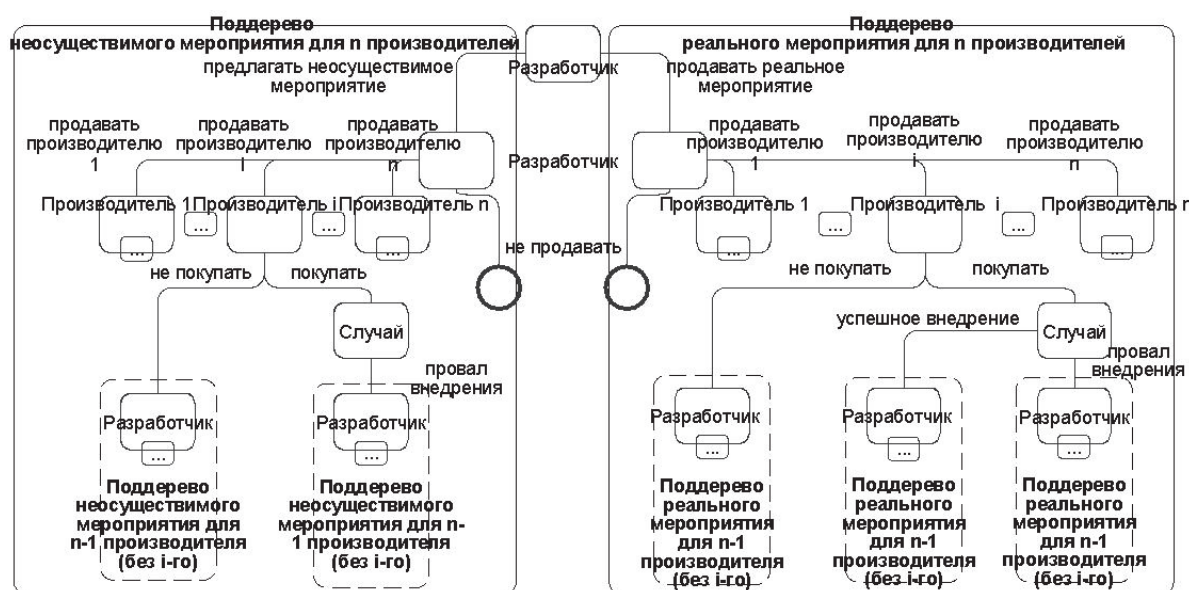 Поддерево
неосуществимого мероприятия для n производителей
Поддерево
реального мероприятия для n производителей
Разработчик
предлагать неосуществимое
мероприятие
продавать реальное
мероприятие
продавать
производителю
1
продавать
производителю
i
продавать
производителю
n
Разработчик
продавать
производителю
1
продавать
производителю
i
продавать
производителю
n
Производитель 1
...
Производитель i
...
Производитель n
...
...
не продавать
Производитель 1
...
...
Производитель i
...
Производитель n
...
не покупать
покупать
не покупать
покупать
Случай
провал
внедрения
успешное внедрение
Случай
провал
внедрения
Разработчик
...
Разработчик
...
Разработчик
...
Разработчик
...
Разработчик
...
Поддерево
неосуществимого
мероприятия для
n-1 производителя
(без i-го)
Поддерево
неосуществимого
мероприятия для n-
1 производителя
(без i-го)
Поддерево
реального
мероприятия
для n-1
производителя
(без i-го)
Поддерево
реального
мероприятия
для n-1
производителя
(без i-го)
Поддерево
реального
мероприятия
для n-1
производителя
(без i-го)